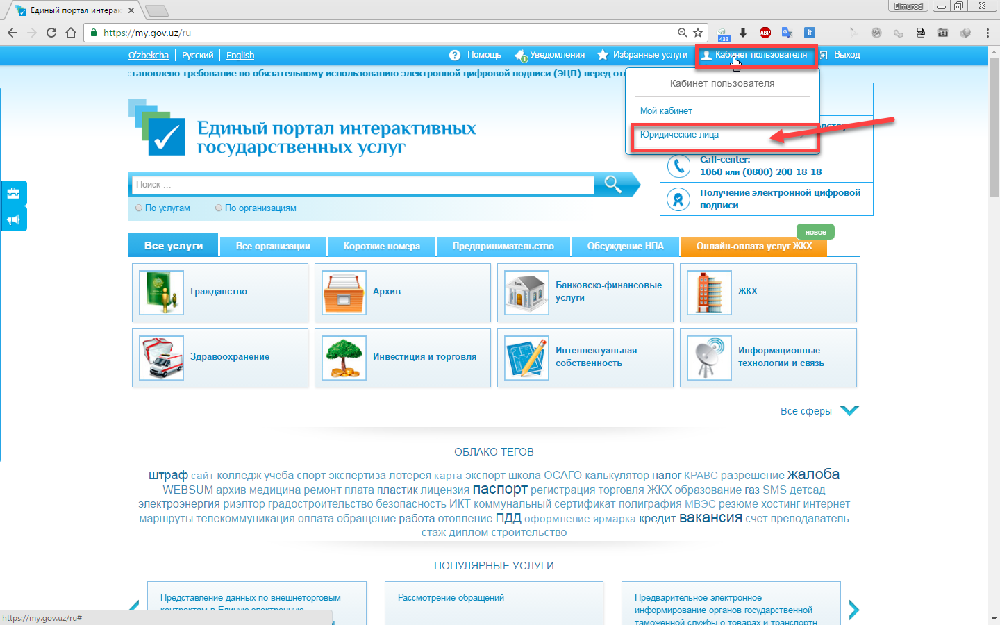 Единый портал интерак
Elmurod
https://my.gov.uz/ru
433
ABP
it
O'zbekcha
Русский
English
Помощь
1
Уведомления
Избранные услуги
Кабинет пользователя
Выход
становлено требование по обязательному использованию электронной цифровой подписи (ЭЦП) перед от
Кабинет пользователя
Мой кабинет
Юридические лица
Единый портал интерактивных
государственных услуг
Call-center:
1060 или (0800) 200-18-18
Поиск ...
По услугам
По организациям
Получение электронной цифровой
подписи
новое
Все услуги
Все организации
Короткие номера
Предпринимательство
Обсуждение НПА
Онлайн-оплата услуг ЖКХ
Гражданство
Архив
Банковско-финансовые
услуги
ЖКХ
Здравоохранение
Инвестиция и торговля
Интеллектуальная
собственность
Информационные
технологии и связь
Все сферы
ОБЛАКО ТЕГОВ
штраф сайт колледж учеба спорт экспертиза лотерея карта экспорт школа ОСАГО калькулятор налог КРАВС разрешение жалоба
WEBSUM архив медицина ремонт плата пластик лицензия паспорт регистрация торговля ЖКХ образование газ SMS детсад
электроэнергия риэлтор градостроительство безопасность ИКТ коммунальный сертификат полиграфия МВЭС резюме хостинг интернет
маршруты телекоммуникация оплата обращение работа отопление ПДД оформление ярмарка кредит вакансия счет преподаватель
стаж диплом строительство
ПОПУЛЯРНЫЕ УСЛУГИ
Представление данных по внешнеторговым
контрактам в Единую электронную
Рассмотрение обращений
Предварительное электронное
информирование органов государственной
таможенной службы о товарах и транспортн
https://my.gov.uz/ru#